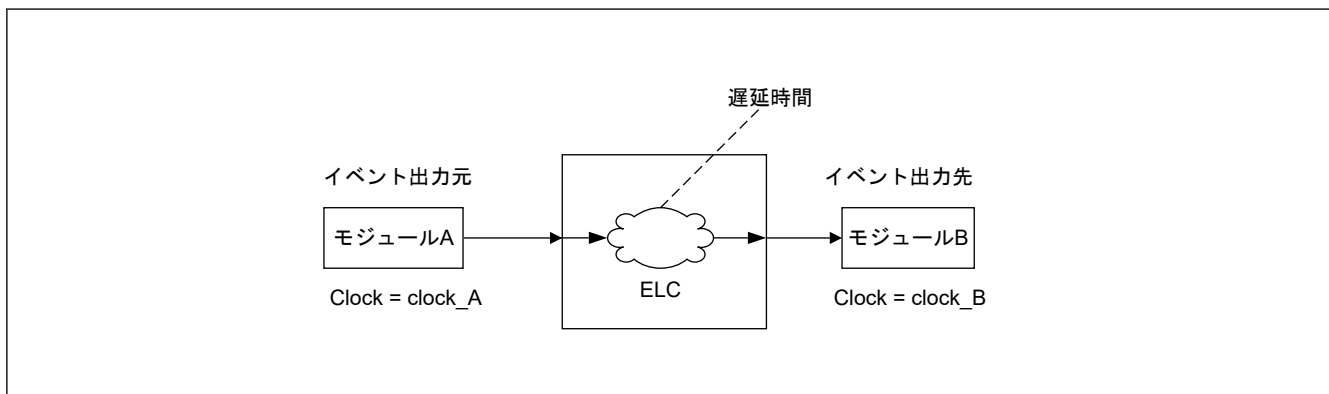 遅延時間
イベント出力元
イベント出力先
モジュールA
モジュールB
ELC
Clock = clock_A
Clock = clock_B